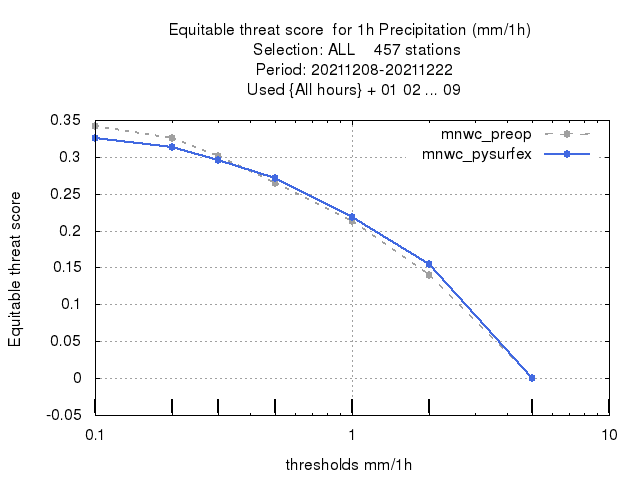 Equitable threat score  for 1h Precipitation (mm/1h)
Selection: ALL    457 stations
Period: 20211208-20211222
Used {All hours} + 01 02 ... 09
mnwc_preop
mnwc_pysurfex
Equitable threat score
0.35
0.3
0.25
0.2
0.15
0.1
0.05
0
-0.05
0.1
1
10
thresholds mm/1h